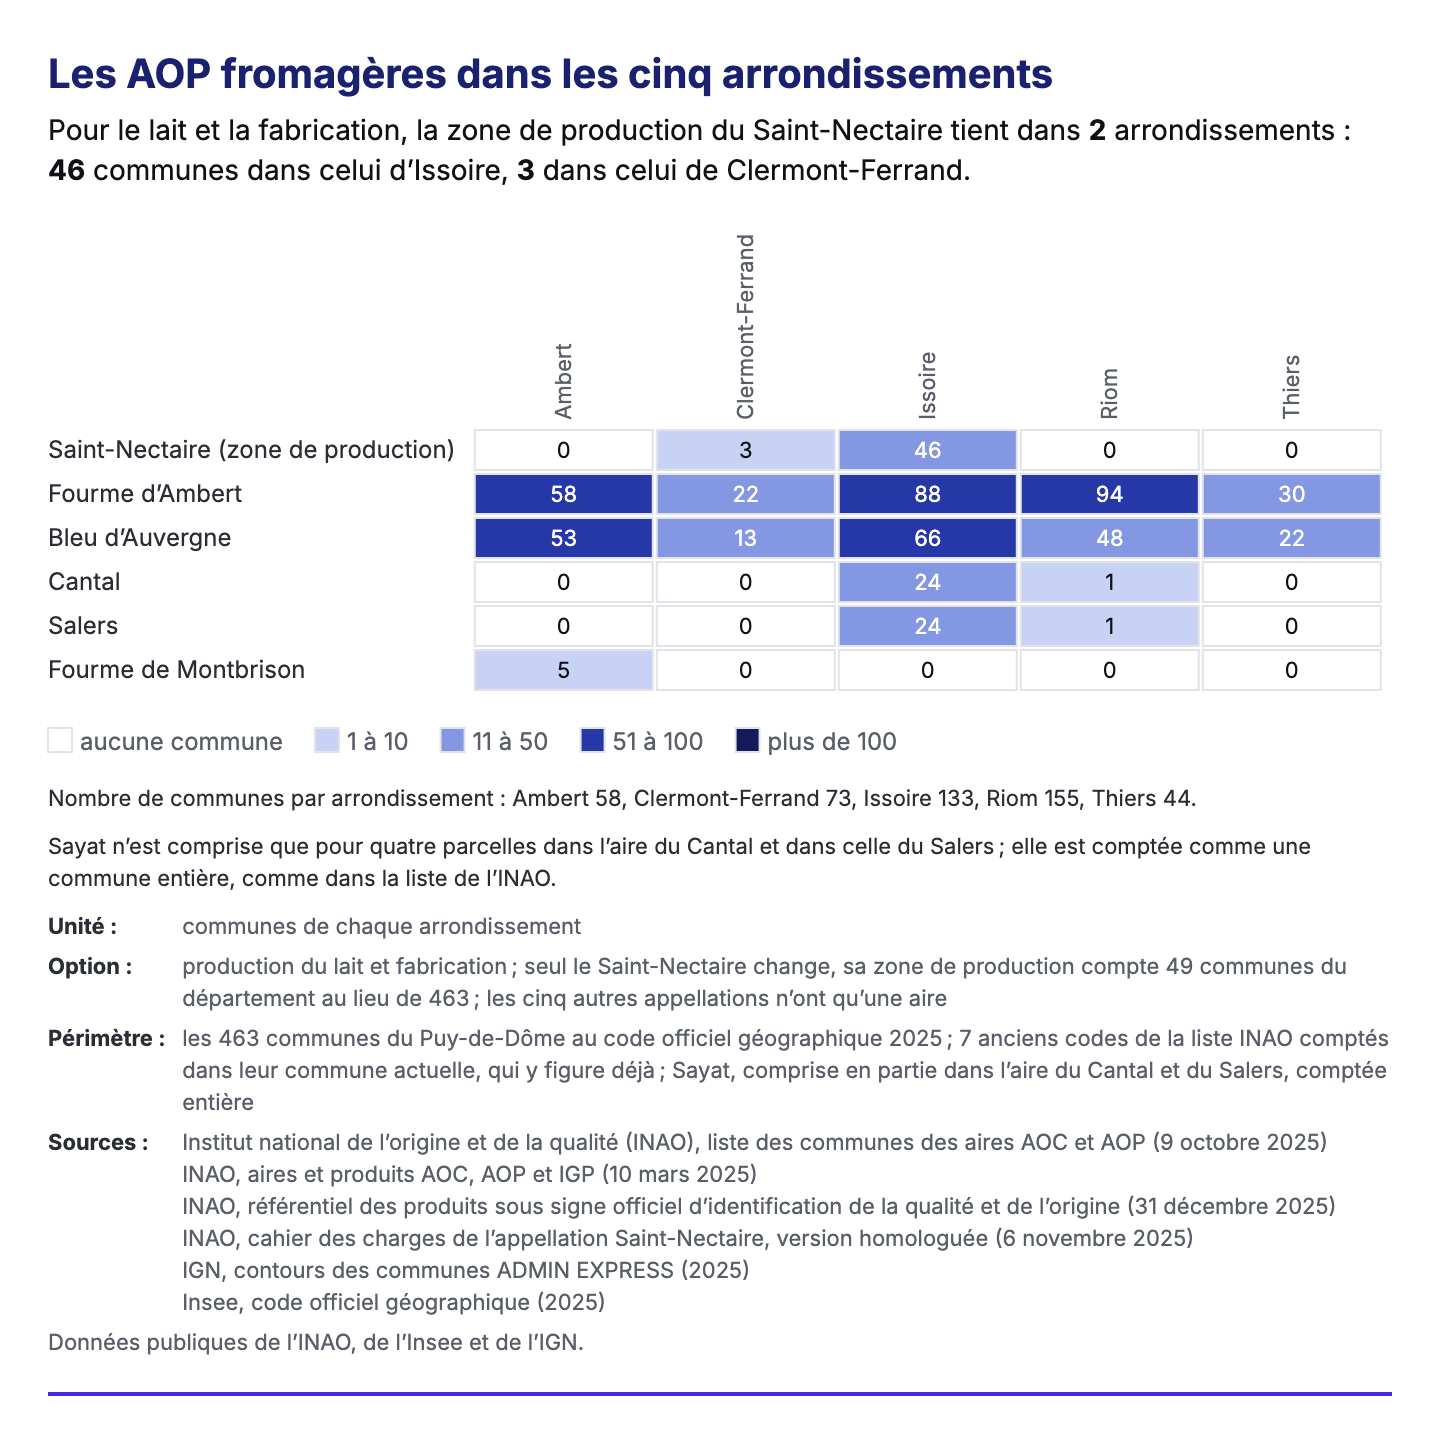 Les AOP fromagères dans les cinq arrondissements
Pour le lait et la fabrication, la zone de production du Saint-Nectaire tient dans 2 arrondissements :
46 communes dans celui d’Issoire, 3 dans celui de Clermont-Ferrand.
Ambert Clermont-Ferrand Issoire Riom Thiers
Saint-Nectaire (zone de production) 0 3 46 0 0
Fourme d’Ambert 58 22 88 94 30
Bleu d’Auvergne 53 13 66 48 22
Cantal 0 0 24 1 0
Salers 0 0 24 1 0
Fourme de Montbrison 5 0 0 0 0
aucune commune 1 à 10 11 à 50 51 à 100 plus de 100
Nombre de communes par arrondissement : Ambert 58, Clermont-Ferrand 73, Issoire 133, Riom 155, Thiers 44.
Sayat n’est comprise que pour quatre parcelles dans l’aire du Cantal et dans celle du Salers ; elle est comptée comme une
commune entière, comme dans la liste de l’INAO.
Unité : communes de chaque arrondissement
Option : production du lait et fabrication ; seul le Saint-Nectaire change, sa zone de production compte 49 communes du
département au lieu de 463 ; les cinq autres appellations n’ont qu’une aire
Périmètre : les 463 communes du Puy-de-Dôme au code officiel géographique 2025 ; 7 anciens codes de la liste INAO comptés
dans leur commune actuelle, qui y figure déjà ; Sayat, comprise en partie dans l’aire du Cantal et du Salers, comptée
entière
Sources : Institut national de l’origine et de la qualité (INAO), liste des communes des aires AOC et AOP (9 octobre 2025)
INAO, aires et produits AOC, AOP et IGP (10 mars 2025)
INAO, référentiel des produits sous signe officiel d’identification de la qualité et de l’origine (31 décembre 2025)
INAO, cahier des charges de l’appellation Saint-Nectaire, version homologuée (6 novembre 2025)
IGN, contours des communes ADMIN EXPRESS (2025)
Insee, code officiel géographique (2025)
Données publiques de l’INAO, de l’Insee et de l’IGN.